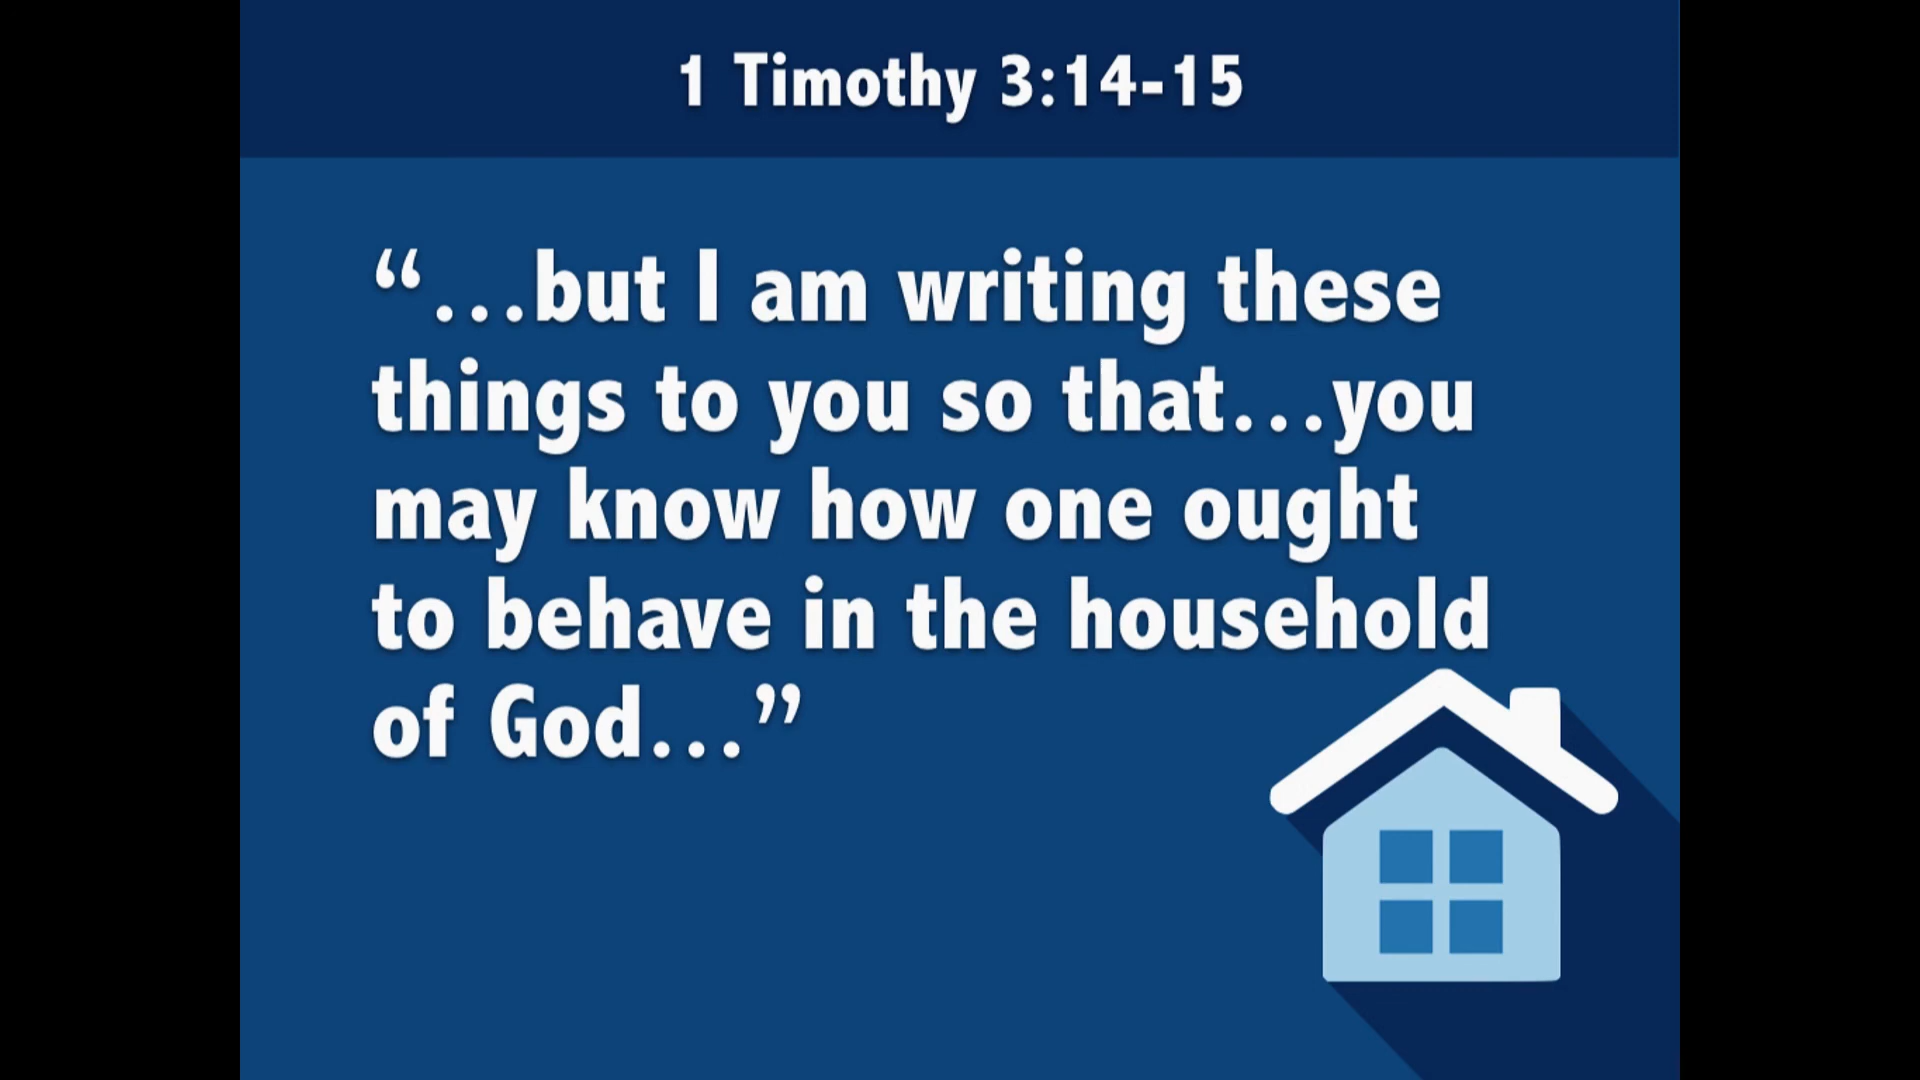 1 Timothy 3:14-15
“…but I am writing these
things to you so that…you
may know how one ought
to behave in the household
of God…”